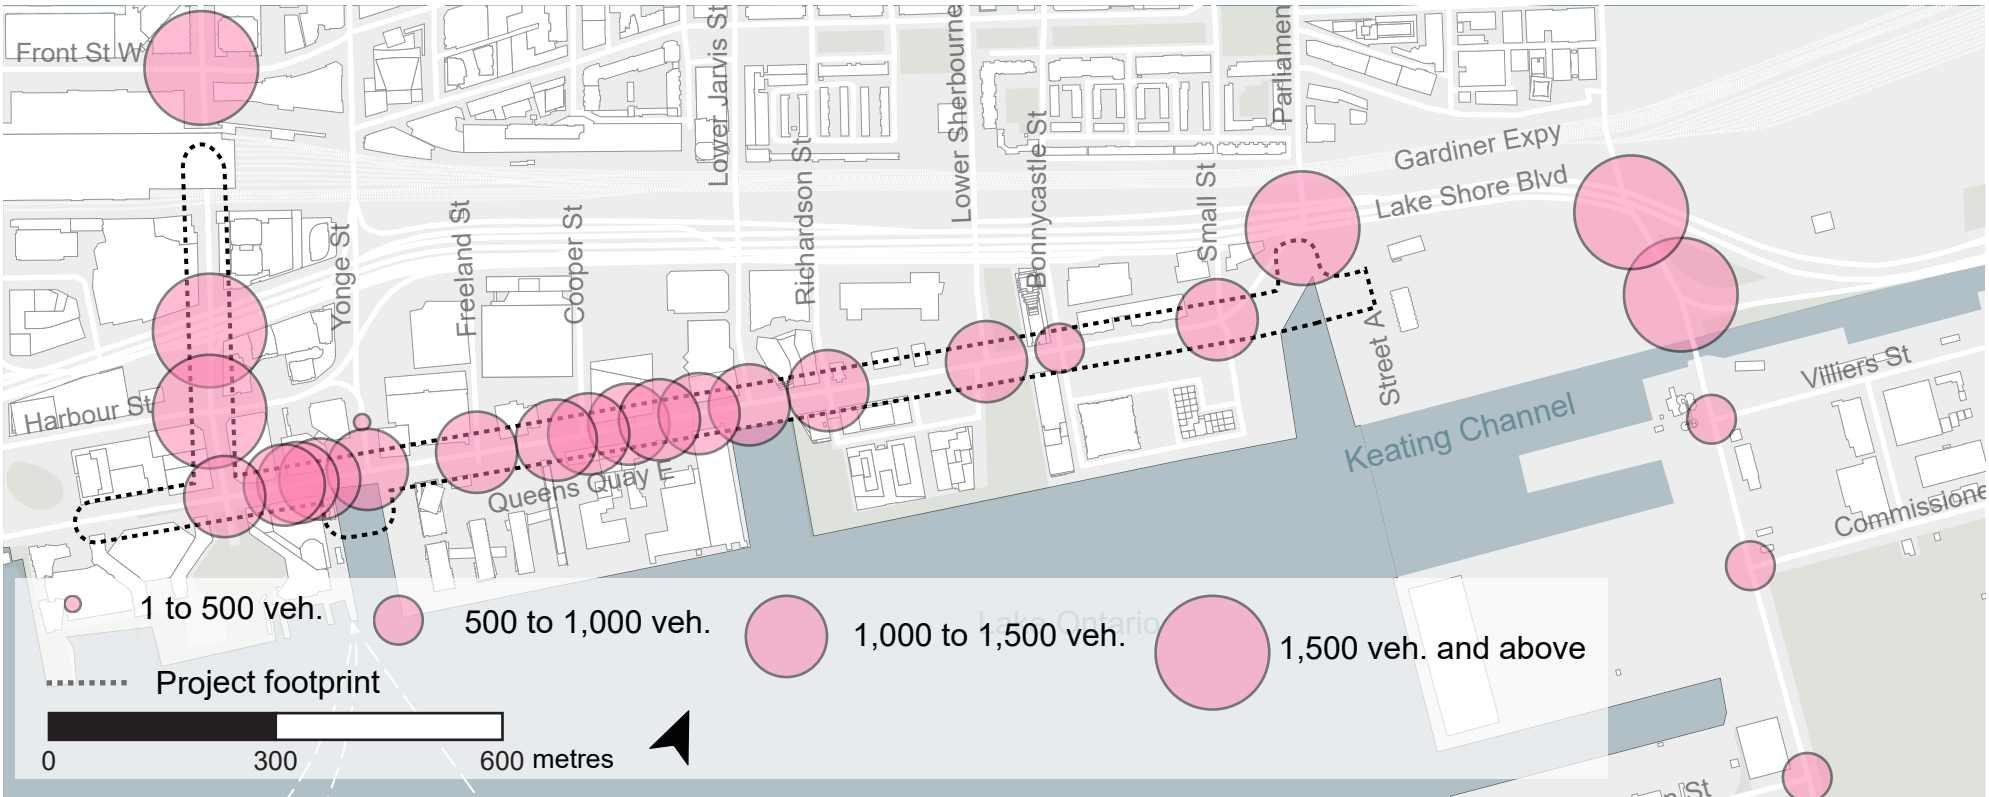 Front St W
Lower Jarvis St
Lower Sherbourne
Parliamen
Bonnycastle St
Richardson St
Small St
Gardiner Expy
Lake Shore Blvd
Yonge St
Freeland St
Cooper St
Street A
Harbour St
Queens Quay E
Keating Channel
Villiers St
Commissione
Lake Ontario
1 to 500 veh.
500 to 1,000 veh.
1,000 to 1,500 veh.
1,500 veh. and above
Project footprint
0 300 600 metres
St